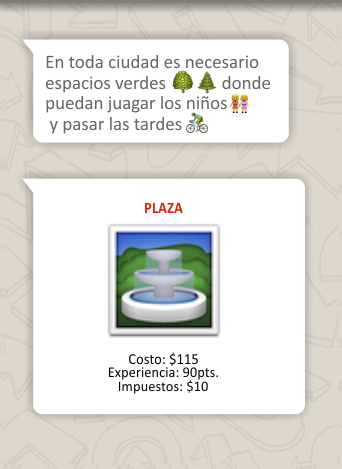 En toda ciudad es necesario
espacios verdes 🌳🌲 donde
puedan juagar los niños👭
y pasar las tardes🚴
PLAZA
Costo: $115
Experiencia: 90pts.
Impuestos: $10